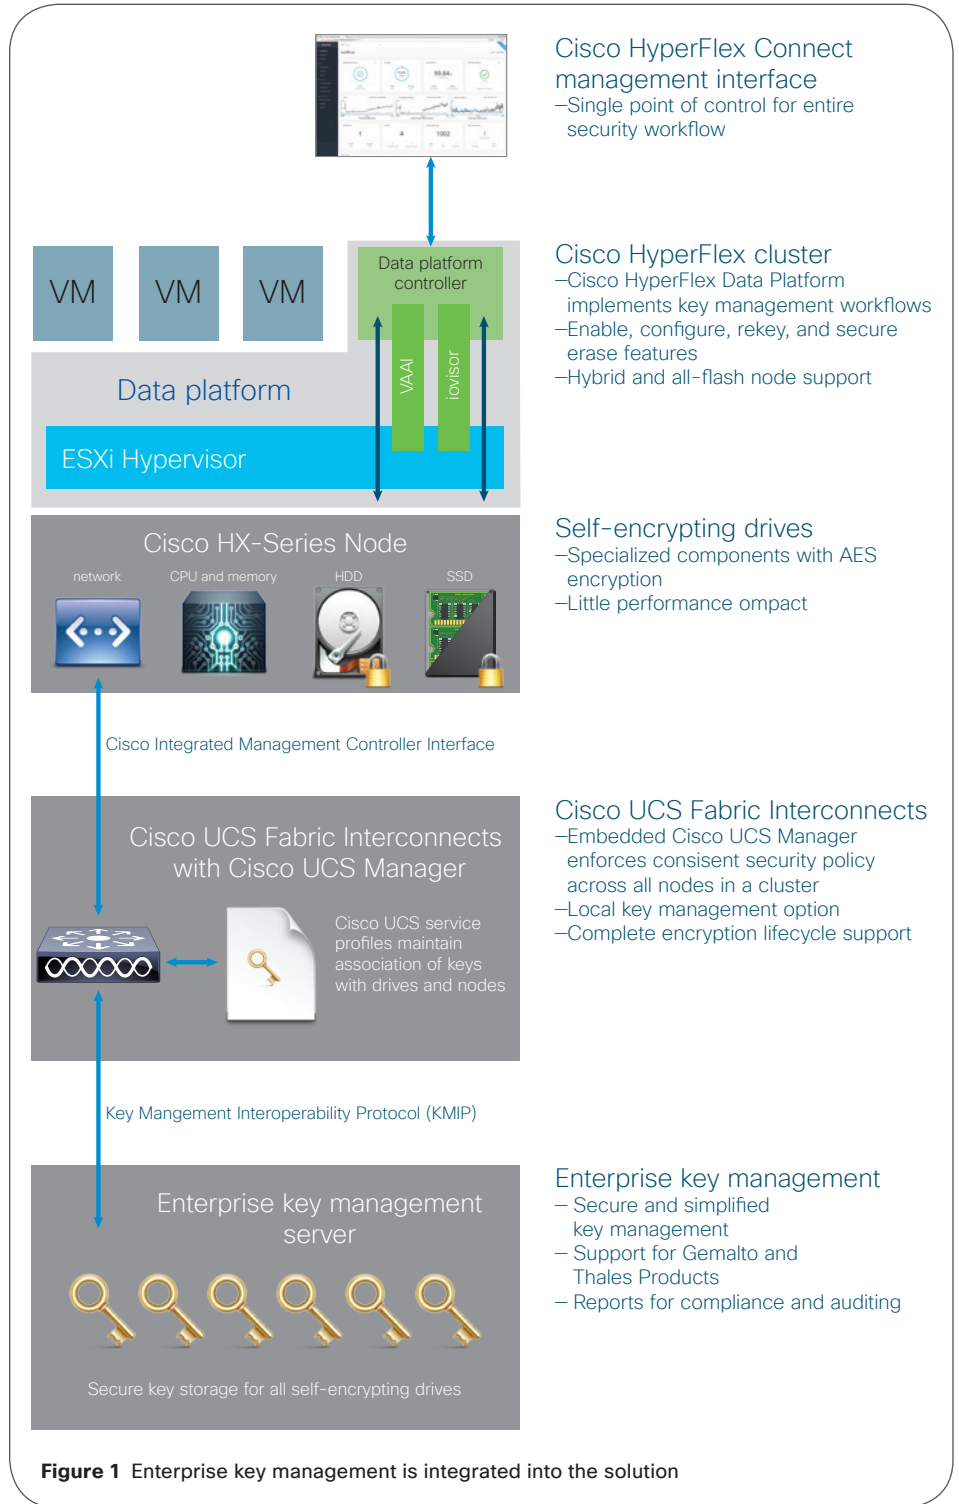 99.84
1
4
1002
1
Cisco HyperFlex Connect
management interface
–Single point of control for entire
security workflow
VM
VM
VM
Data platform
controller
VAAI
iovisor
Data platform
ESXi Hypervisor
Cisco HyperFlex cluster
–Cisco HyperFlex Data Platform
implements key management workflows
–Enable, configure, rekey, and secure
erase features
–Hybrid and all-flash node support
Cisco HX-Series Node
network
CPU and memory
HDD
SSD
Self-encrypting drives
–Specialized components with AES
encryption
–Little performance ompact
Cisco Integrated Management Controller Interface
Cisco UCS Fabric Interconnects
with Cisco UCS Manager
Cisco UCS service
profiles maintain
association of keys
with drives and nodes
Cisco UCS Fabric Interconnects
–Embedded Cisco UCS Manager
enforces consisent security policy
across all nodes in a cluster
–Local key management option
–Complete encryption lifecycle support
Key Mangement Interoperability Protocol (KMIP)
Enterprise key management
server
Secure key storage for all self-encrypting drives
Enterprise key management
– Secure and simplified
key management
– Support for Gemalto and
Thales Products
– Reports for compliance and auditing
Figure 1 Enterprise key management is integrated into the solution